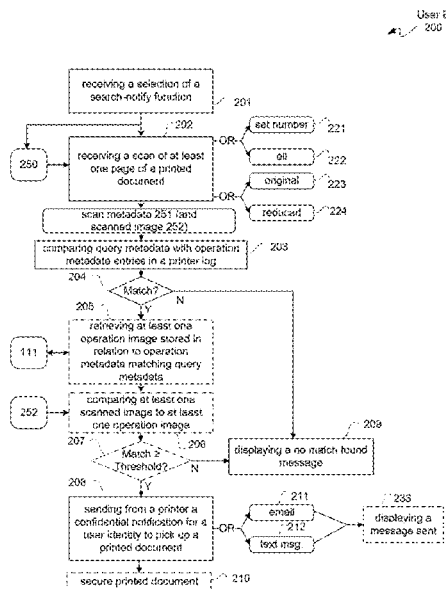 User I
200
receiving a selection of a
search-notify function
201
202
250
receiving a scan of at least
one page of a printed
document
OR
set number
221
all
222
OR
original
223
reduced
224
scan metadata 251 (and
scanned image 252)
comparing query metadata with operation
metadata entries in a printer log
203
204
Match?
N
Y
205
retrieving at least one
operation image stored in
relation to operation
metadata matching query
metadata
111
252
comparing at least one
scanned image to at least
one operation image
206
207
Match ≥
Threshold?
N
Y
209
displaying a no match found
message
208
sending from a printer a
confidential notification for a
user identity to pick up a
printed document
OR
211
email
212
text msg.
233
displaying a
message sent
secure printed document
210